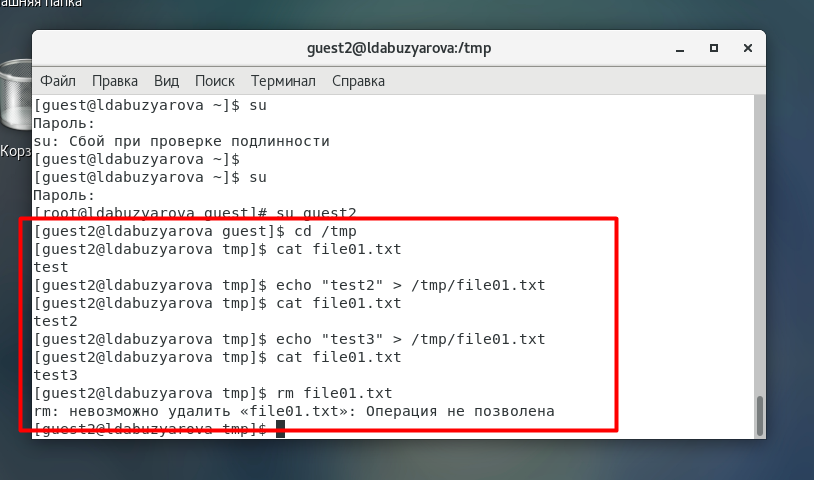 ашняя папка
guest2@ldabuzyarova:/tmp
Файл Правка Вид Поиск Терминал Справка
[guest@ldabuzyarova ~]$ su
Пароль:
su: Сбой при проверке подлинности
[guest@ldabuzyarova ~]$
[guest@ldabuzyarova ~]$ su
Пароль:
[root@ldabuzyarova guest]# su guest2
[guest2@ldabuzyarova guest]$ cd /tmp
[guest2@ldabuzyarova tmp]$ cat file01.txt
test
[guest2@ldabuzyarova tmp]$ echo "test2" > /tmp/file01.txt
[guest2@ldabuzyarova tmp]$ cat file01.txt
test2
[guest2@ldabuzyarova tmp]$ echo "test3" > /tmp/file01.txt
[guest2@ldabuzyarova tmp]$ cat file01.txt
test3
[guest2@ldabuzyarova tmp]$ rm file01.txt
rm: невозможно удалить «file01.txt»: Операция не позволена
[guest2@ldabuzyarova tmp]$
Корз